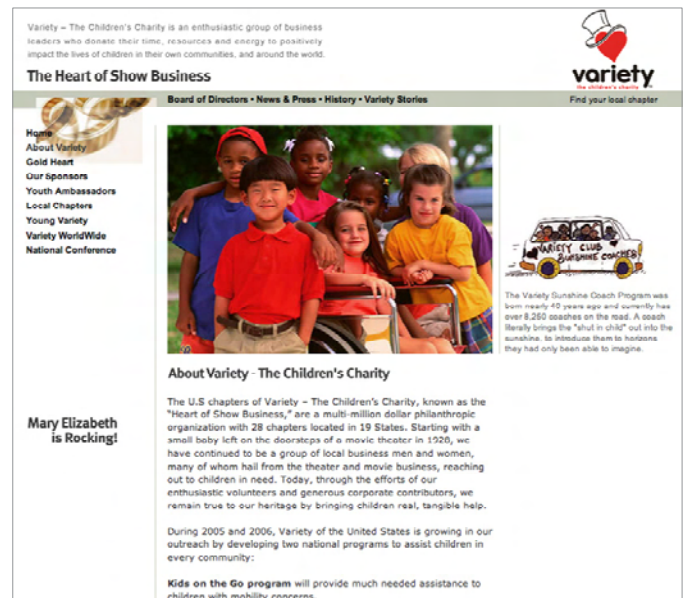 Variety – The Children's Charity is an enthusiastic group of business
leaders who donate their time, resources and energy to positively
impact the lives of children in their own communities, and around the world.
The Heart of Show Business
variety
the children's charity
Board of Directors • News & Press • History • Variety Stories
Find your local chapter
Home
About Variety
Gold Heart
Our Sponsors
Youth Ambassadors
Local Chapters
Young Variety
Variety WorldWide
National Conference
VARIETY CLUB
SUNSHINE COACHES
The Variety Sunshine Coach Program was
born nearly 40 years ago and currently has
over 8,250 coaches on the road. A coach
literally brings the "shut in child" out into the
sunshine, to introduce them to horizons
they had only been able to imagine.
About Variety - The Children's Charity
The U.S chapters of Variety – The Children's Charity, known as the
"Heart of Show Business," are a multi-million dollar philanthropic
organization with 28 chapters located in 19 States. Starting with a
small baby left on the doorsteps of a movie theater in 1928, we
have continued to be a group of local business men and women,
many of whom hail from the theater and movie business, reaching
out to children in need. Today, through the efforts of our
enthusiastic volunteers and generous corporate contributors, we
remain true to our heritage by bringing children real, tangible help.
Mary Elizabeth
is Rocking!
During 2005 and 2006, Variety of the United States is growing in our
outreach by developing two national programs to assist children in
every community:
Kids on the Go program will provide much needed assistance to
children with mobility concerns.